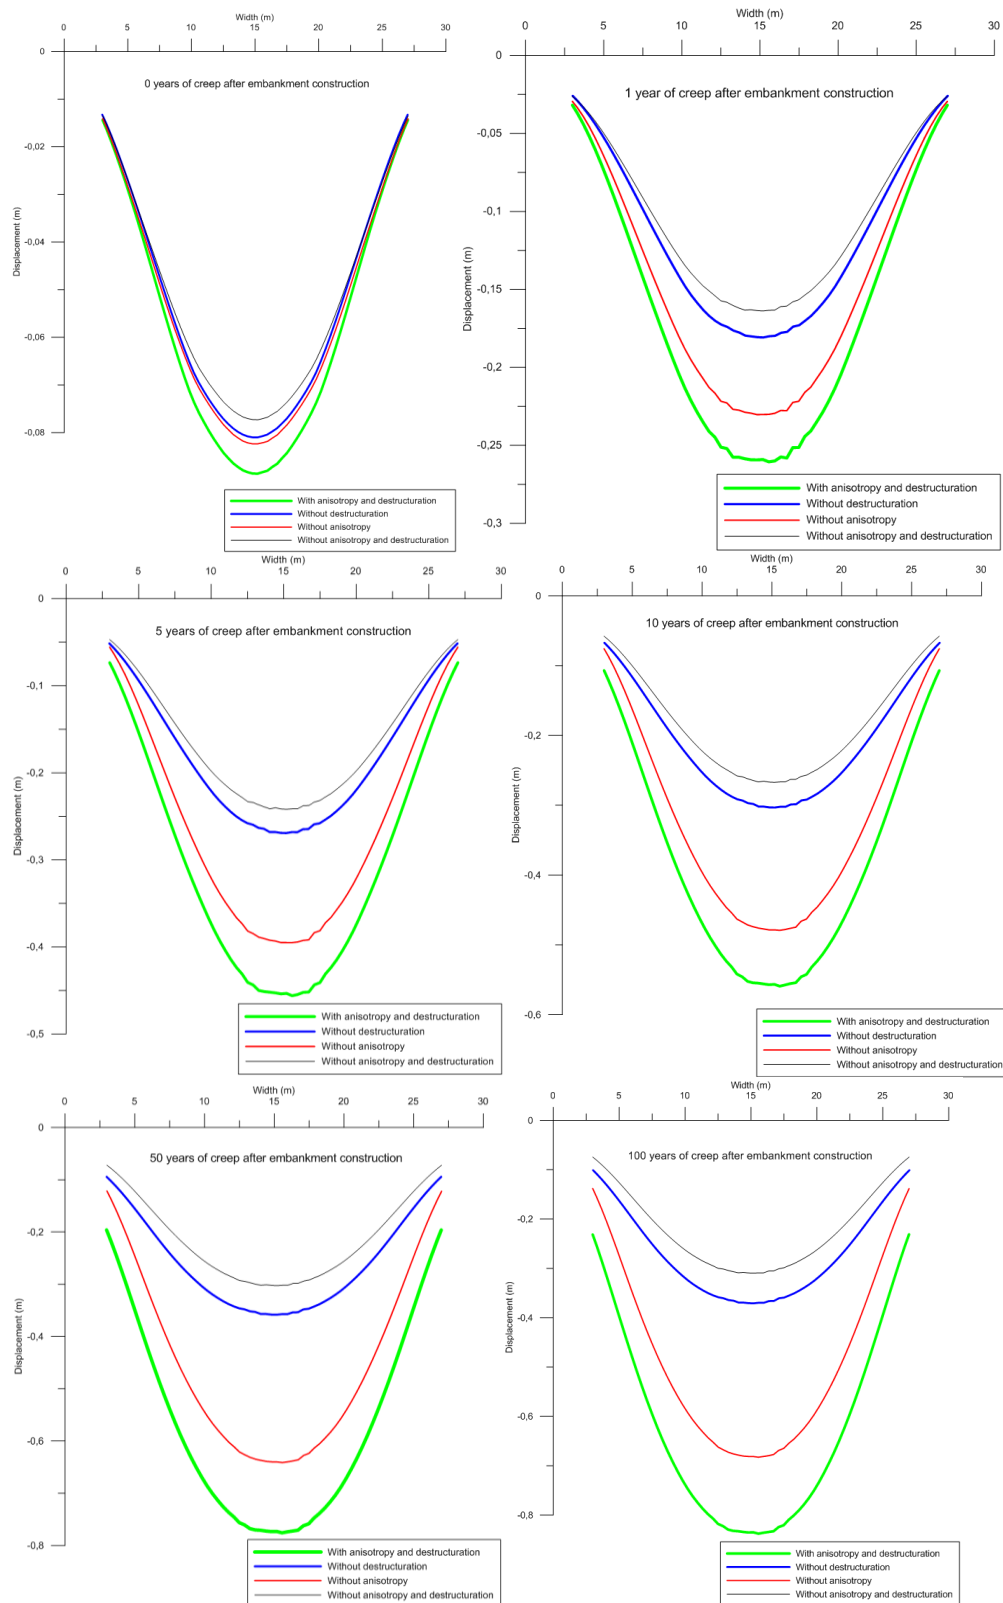 Width (m)
0 5 10 15 20 25 30
0
0 years of creep after embankment construction
-0,02
-0,04
-0,06
-0,08
Displacement (m)
With anisotropy and destructuration
Without destructuration
Without anisotropy
Without anisotropy and destructuration
Width (m)
0 5 10 15 20 25 30
0
1 year of creep after embankment construction
-0,05
-0,1
-0,15
-0,2
-0,25
-0,3
Displacement (m)
With anisotropy and destructuration
Without destructuration
Without anisotropy
Without anisotropy and destructuration
Width (m)
0 5 10 15 20 25 30
0
5 years of creep after embankment construction
-0,1
-0,2
-0,3
-0,4
-0,5
Displacement (m)
With anisotropy and destructuration
Without destructuration
Without anisotropy
Without anisotropy and destructuration
Width (m)
0 5 10 15 20 25 30
0
10 years of creep after embankment construction
-0,2
-0,4
-0,6
Displacement (m)
With anisotropy and destructuration
Without destructuration
Without anisotropy
Without anisotropy and destructuration
Width (m)
0 5 10 15 20 25 30
0
50 years of creep after embankment construction
-0,2
-0,4
-0,6
-0,8
Displacement (m)
With anisotropy and destructuration
Without destructuration
Without anisotropy
Without anisotropy and destructuration
Width (m)
0 5 10 15 20 25 30
0
100 years of creep after embankment construction
-0,2
-0,4
-0,6
-0,8
Displacement (m)
With anisotropy and destructuration
Without destructuration
Without anisotropy
Without anisotropy and destructuration